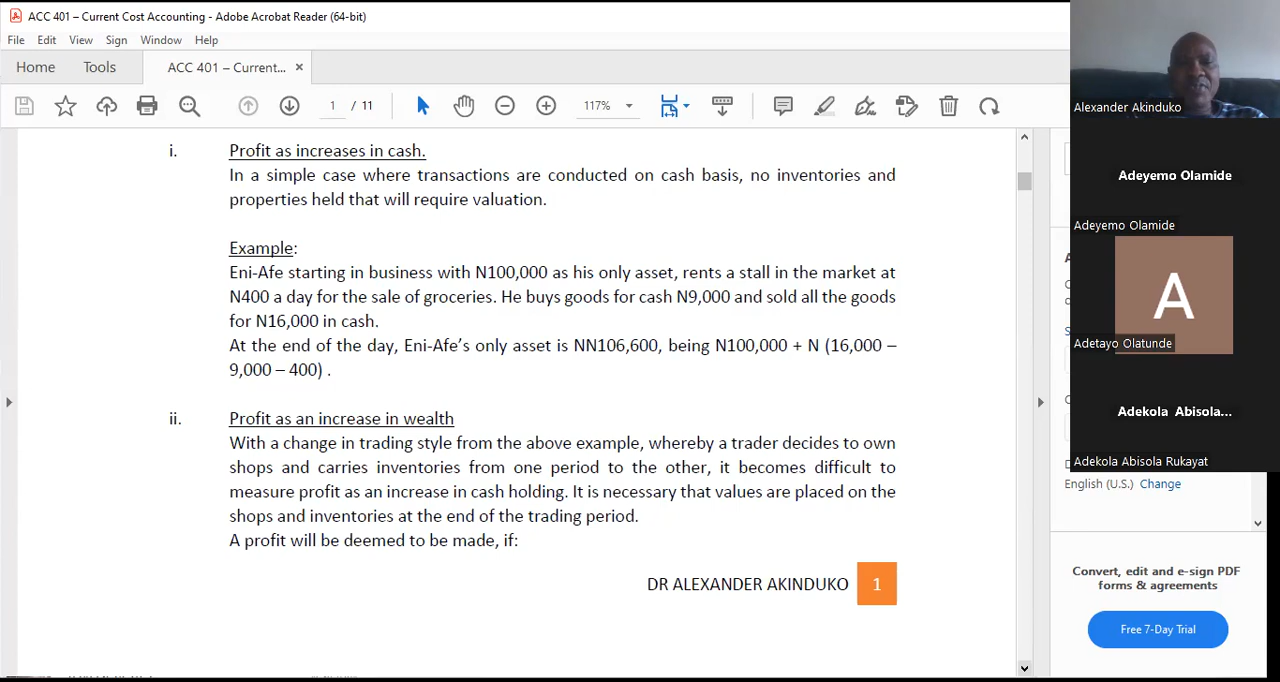 ACC 401 – Current Cost Accounting - Adobe Acrobat Reader (64-bit)
File Edit View Sign Window Help
Home Tools ACC 401 – Current... ×
1 / 11 117%
i. Profit as increases in cash.
In a simple case where transactions are conducted on cash basis, no inventories and
properties held that will require valuation.
Example:
Eni-Afe starting in business with N100,000 as his only asset, rents a stall in the market at
N400 a day for the sale of groceries. He buys goods for cash N9,000 and sold all the goods
for N16,000 in cash.
At the end of the day, Eni-Afe’s only asset is NN106,600, being N100,000 + N (16,000 –
9,000 – 400) .
ii. Profit as an increase in wealth
With a change in trading style from the above example, whereby a trader decides to own
shops and carries inventories from one period to the other, it becomes difficult to
measure profit as an increase in cash holding. It is necessary that values are placed on the
shops and inventories at the end of the trading period.
A profit will be deemed to be made, if:
DR ALEXANDER AKINDUKO 1
Alexander Akinduko
Adeyemo Olamide
Adeyemo Olamide
A
Adetayo Olatunde
Adekola Abisola...
Adekola Abisola Rukayat
English (U.S.) Change
Convert, edit and e-sign PDF
forms & agreements
Free 7-Day Trial